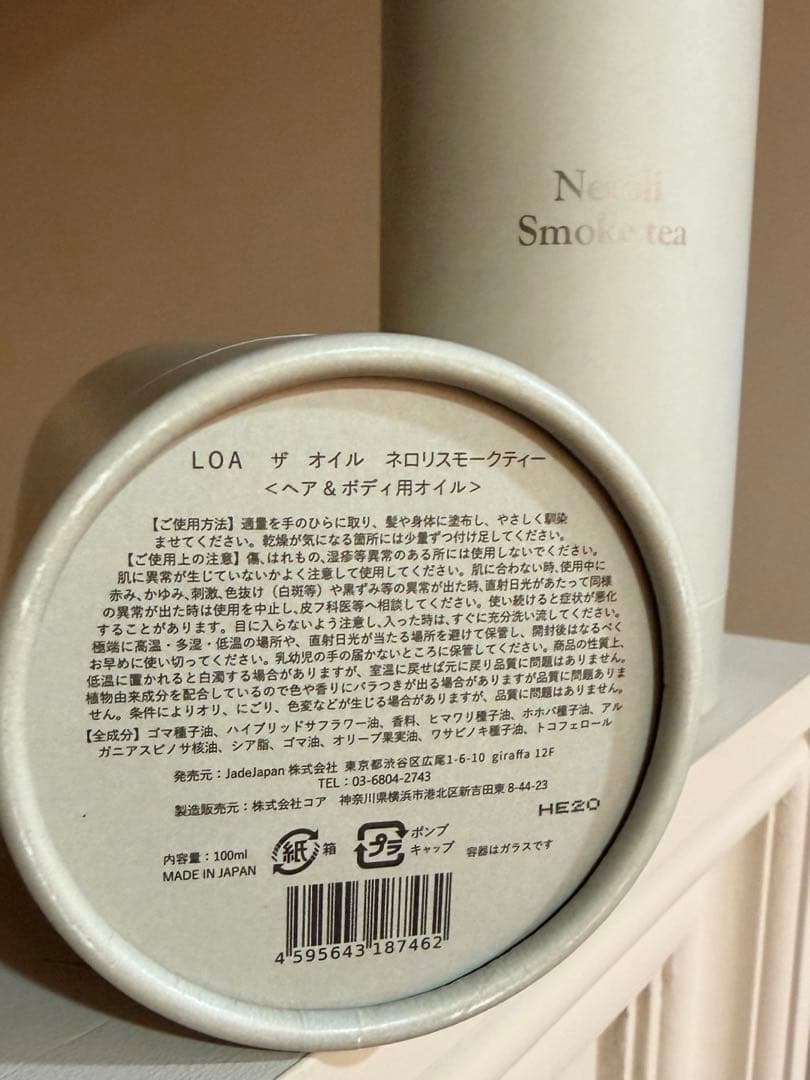 Neroli
Smoke tea
LOA ザ オイル ネロリスモークティー
＜ヘア＆ボディ用オイル＞
【ご使用方法】適量を手のひらに取り、髪や身体に塗布し、やさしく馴染
ませてください。乾燥が気になる箇所には少量ずつ付け足してください。
【ご使用上の注意】傷、はれもの、湿疹等異常のある所には使用しないでください。
肌に異常が生じていないかよく注意して使用してください。肌に合わない時、使用中に
赤み、かゆみ、刺激、色抜け（白斑等）や黒ずみ等の異常が出た時、直射日光があたって同様
の異常が出た時は使用を中止し、皮フ科医等へ相談してください。使い続けると症状が悪化
することがあります。目に入らないよう注意し、入った時は、すぐに充分洗い流してください。
極端に高温・多湿・低温の場所や、直射日光が当たる場所を避けて保管し、開封後はなるべく
お早めに使い切ってください。乳幼児の手の届かないところに保管してください。商品の性質上、
低温に置かれると白濁する場合がありますが、室温に戻せば元に戻り品質に問題はありません。
植物由来成分を配合しているので色や香りにバラつきが出る場合がありますが品質に問題ありま
せん。条件によりオリ、にごり、色変などが生じる場合がありますが、品質に問題はありません。
【全成分】ゴマ種子油、ハイブリッドサフラワー油、香料、ヒマワリ種子油、ホホバ種子油、アル
ガニアスピノサ核油、シア脂、ゴマ油、オリーブ果実油、ワサビノキ種子油、トコフェロール
発売元：JadeJapan 株式会社 東京都渋谷区広尾1-6-10 giraffa 12F
TEL：03-6804-2743
製造販売元：株式会社コア 神奈川県横浜市港北区新吉田東 8-44-23
HE20
内容量：100ml
MADE IN JAPAN
紙 箱
プラ ポンプ
キャップ
容器はガラスです
4 595643 187462